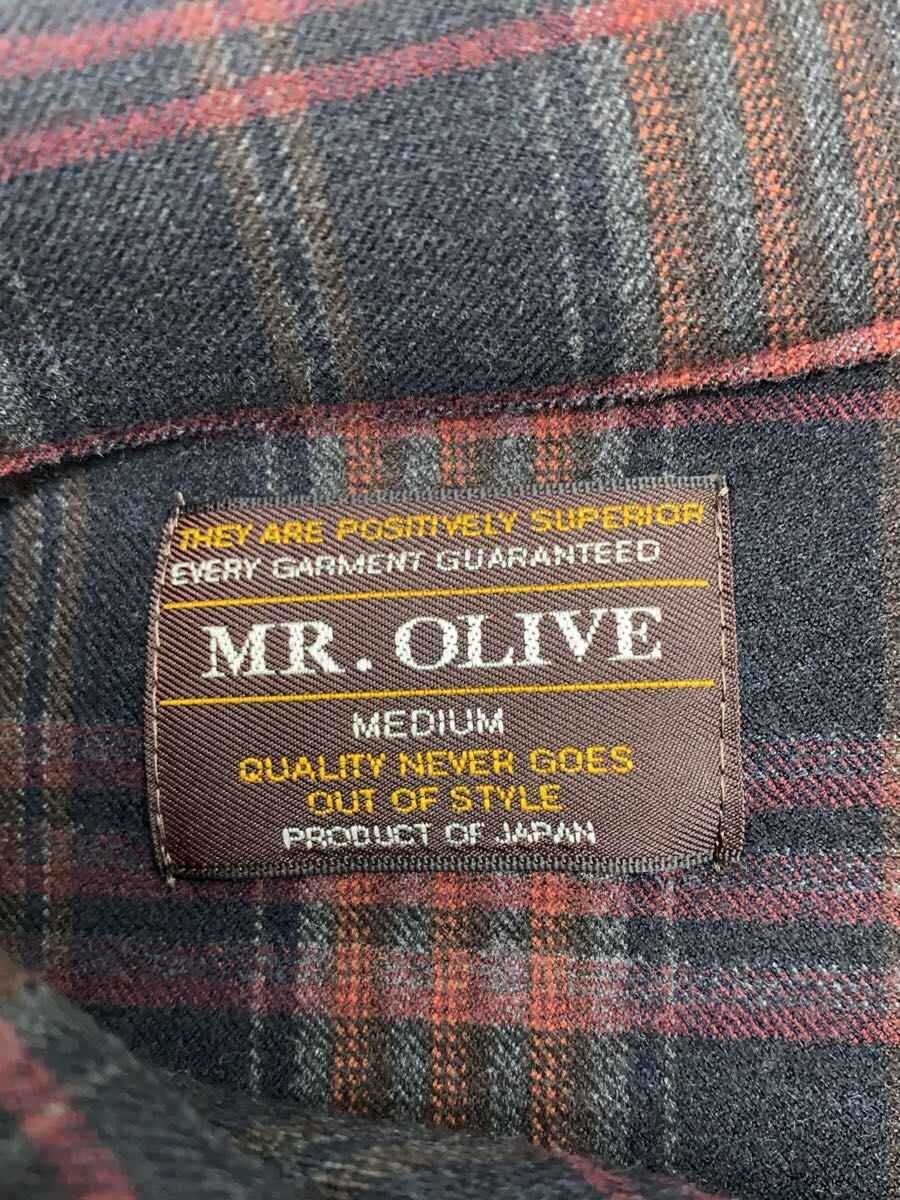 THEY ARE POSITIVELY SUPERIOR
EVERY GARMENT GUARANTEED
MR. OLIVE
MEDIUM
QUALITY NEVER GOES
OUT OF STYLE
PRODUCT OF JAPAN